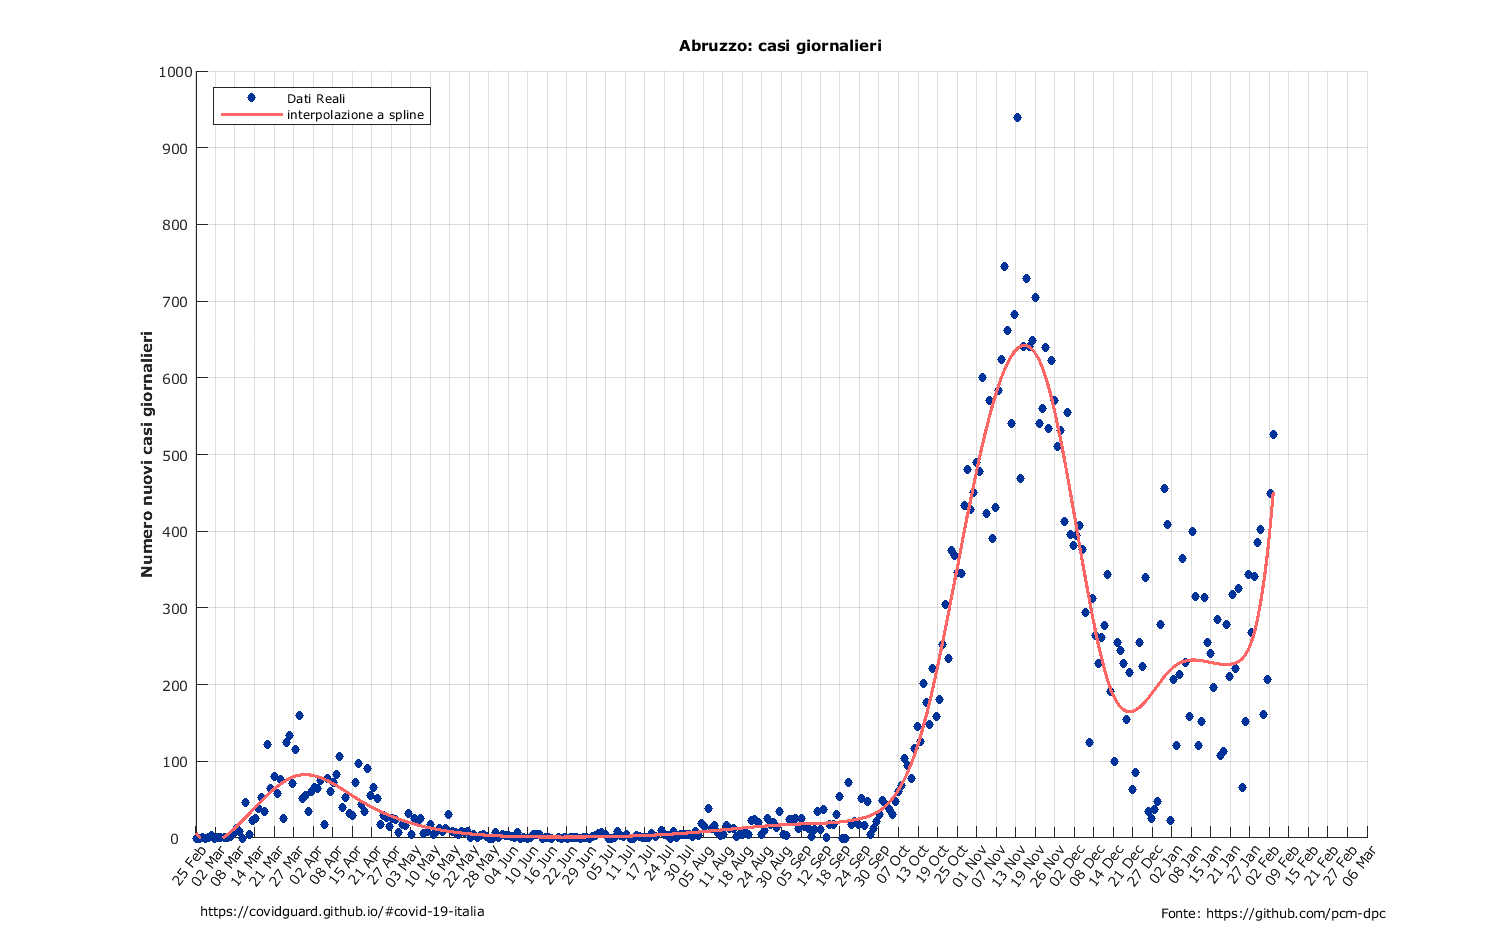 Abruzzo: casi giornalieri
Dati Reali
interpolazione a spline
Numero nuovi casi giornalieri
1000
900
800
700
600
500
400
300
200
100
0
25 Feb
02 Mar
08 Mar
14 Mar
21 Mar
27 Mar
02 Apr
08 Apr
15 Apr
21 Apr
27 Apr
03 May
10 May
16 May
22 May
28 May
04 Jun
10 Jun
16 Jun
22 Jun
29 Jun
05 Jul
11 Jul
17 Jul
24 Jul
30 Jul
05 Aug
11 Aug
18 Aug
24 Aug
30 Aug
05 Sep
12 Sep
18 Sep
24 Sep
30 Sep
07 Oct
13 Oct
19 Oct
25 Oct
01 Nov
07 Nov
13 Nov
19 Nov
26 Nov
02 Dec
08 Dec
14 Dec
21 Dec
27 Dec
02 Jan
08 Jan
15 Jan
21 Jan
27 Jan
02 Feb
09 Feb
15 Feb
21 Feb
27 Feb
06 Mar
https://covidguard.github.io/#covid-19-italia
Fonte: https://github.com/pcm-dpc